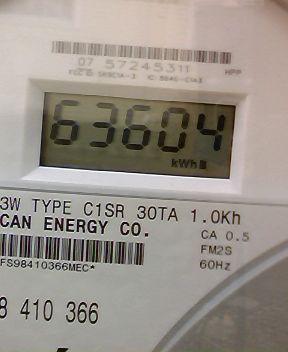 07 57245311 HPP
63604
kWh
3W TYPE C1SR 30TA 1.0Kh
CAN ENERGY CO.
CA 0.5
FM2S
FS98410366MEC*
60Hz
8 410 366